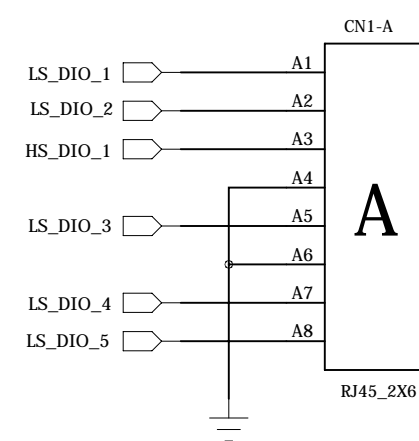 CN1-A
LS_DIO_1 A1
LS_DIO_2 A2
HS_DIO_1 A3
A4
LS_DIO_3 A5
A
A6
LS_DIO_4 A7
LS_DIO_5 A8
RJ45_2X6